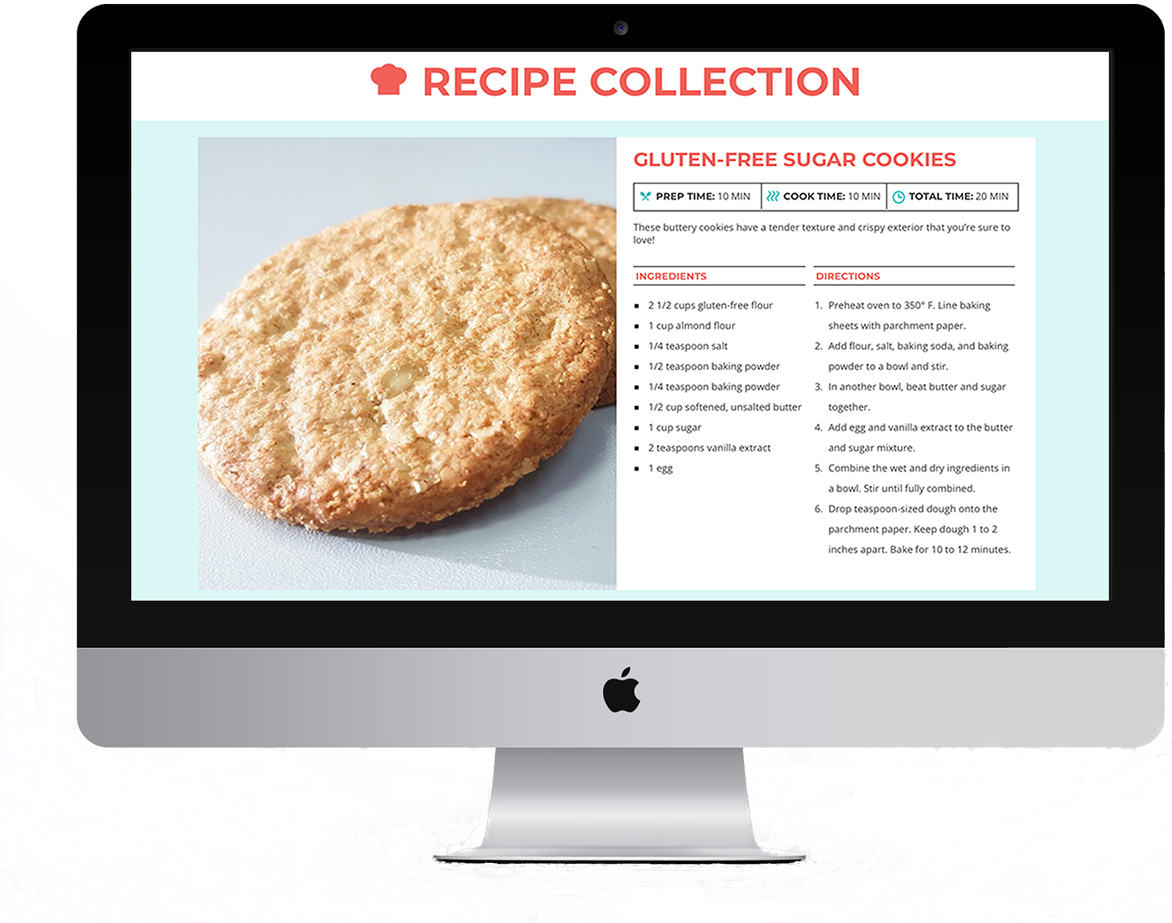 RECIPE COLLECTION
GLUTEN-FREE SUGAR COOKIES
PREP TIME: 10 MIN
COOK TIME: 10 MIN
TOTAL TIME: 20 MIN
These buttery cookies have a tender texture and crispy exterior that you're sure to
love!
INGREDIENTS
▪ 2 1/2 cups gluten-free flour
▪ 1 cup almond flour
▪ 1/4 teaspoon salt
▪ 1/2 teaspoon baking powder
▪ 1/4 teaspoon baking powder
▪ 1/2 cup softened, unsalted butter
▪ 1 cup sugar
▪ 2 teaspoons vanilla extract
▪ 1 egg
DIRECTIONS
1. Preheat oven to 350° F. Line baking
sheets with parchment paper.
2. Add flour, salt, baking soda, and baking
powder to a bowl and stir.
3. In another bowl, beat butter and sugar
together.
4. Add egg and vanilla extract to the butter
and sugar mixture.
5. Combine the wet and dry ingredients in
a bowl. Stir until fully combined.
6. Drop teaspoon-sized dough onto the
parchment paper. Keep dough 1 to 2
inches apart. Bake for 10 to 12 minutes.